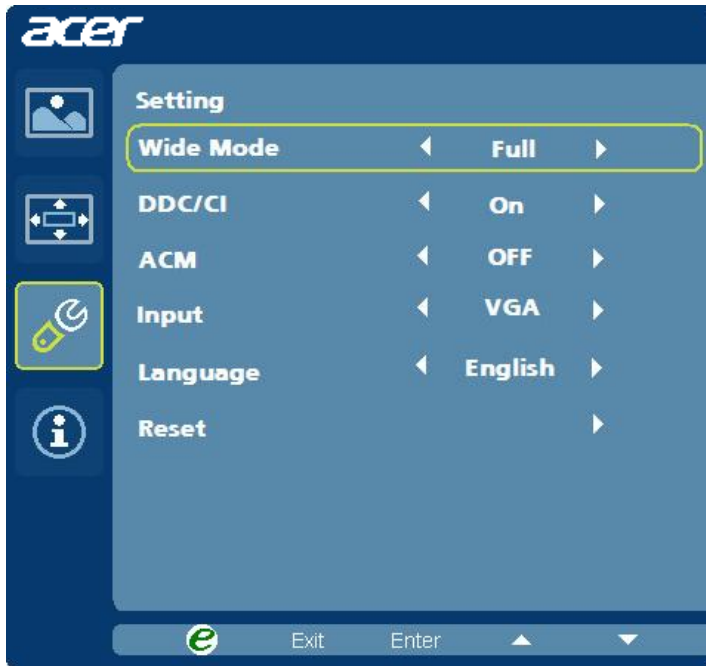 acer
Setting
Wide Mode Full
DDC/CI On
ACM OFF
Input VGA
Language English
Reset
e Exit Enter